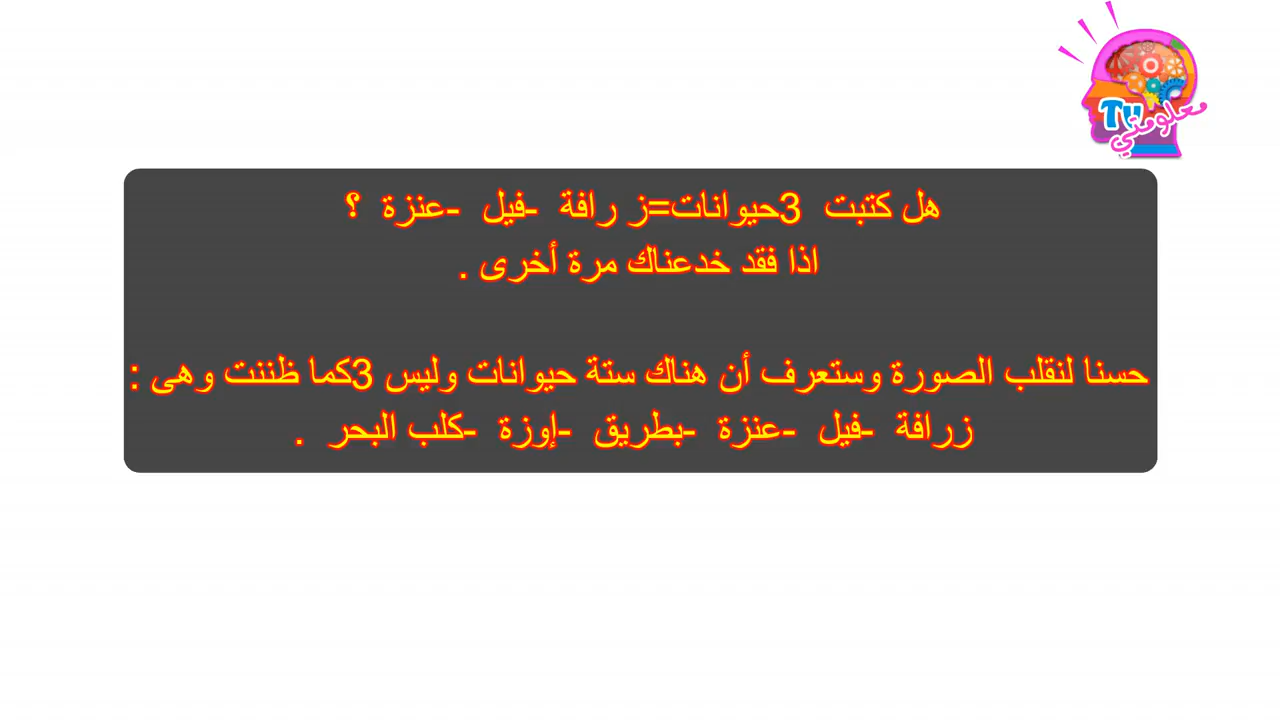 TV
معلومتي
هل كتبت 3حيوانات=ز رافة -فيل -عنزة ؟
اذا فقد خدعناك مرة أخرى .
حسنا لنقلب الصورة وستعرف أن هناك ستة حيوانات وليس 3كما ظننت وهى :
زرافة -فيل -عنزة -بطريق -إوزة -كلب البحر .